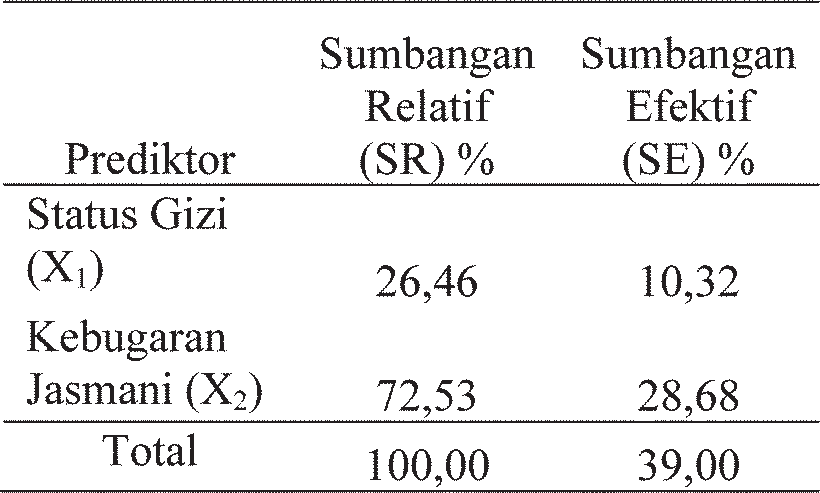 Prediktor Sumbangan Relatif (SR) % Sumbangan Efektif (SE) %
Status Gizi
(X₁) 26,46 10,32
Kebugaran
Jasmani (X₂) 72,53 28,68
Total 100,00 39,00